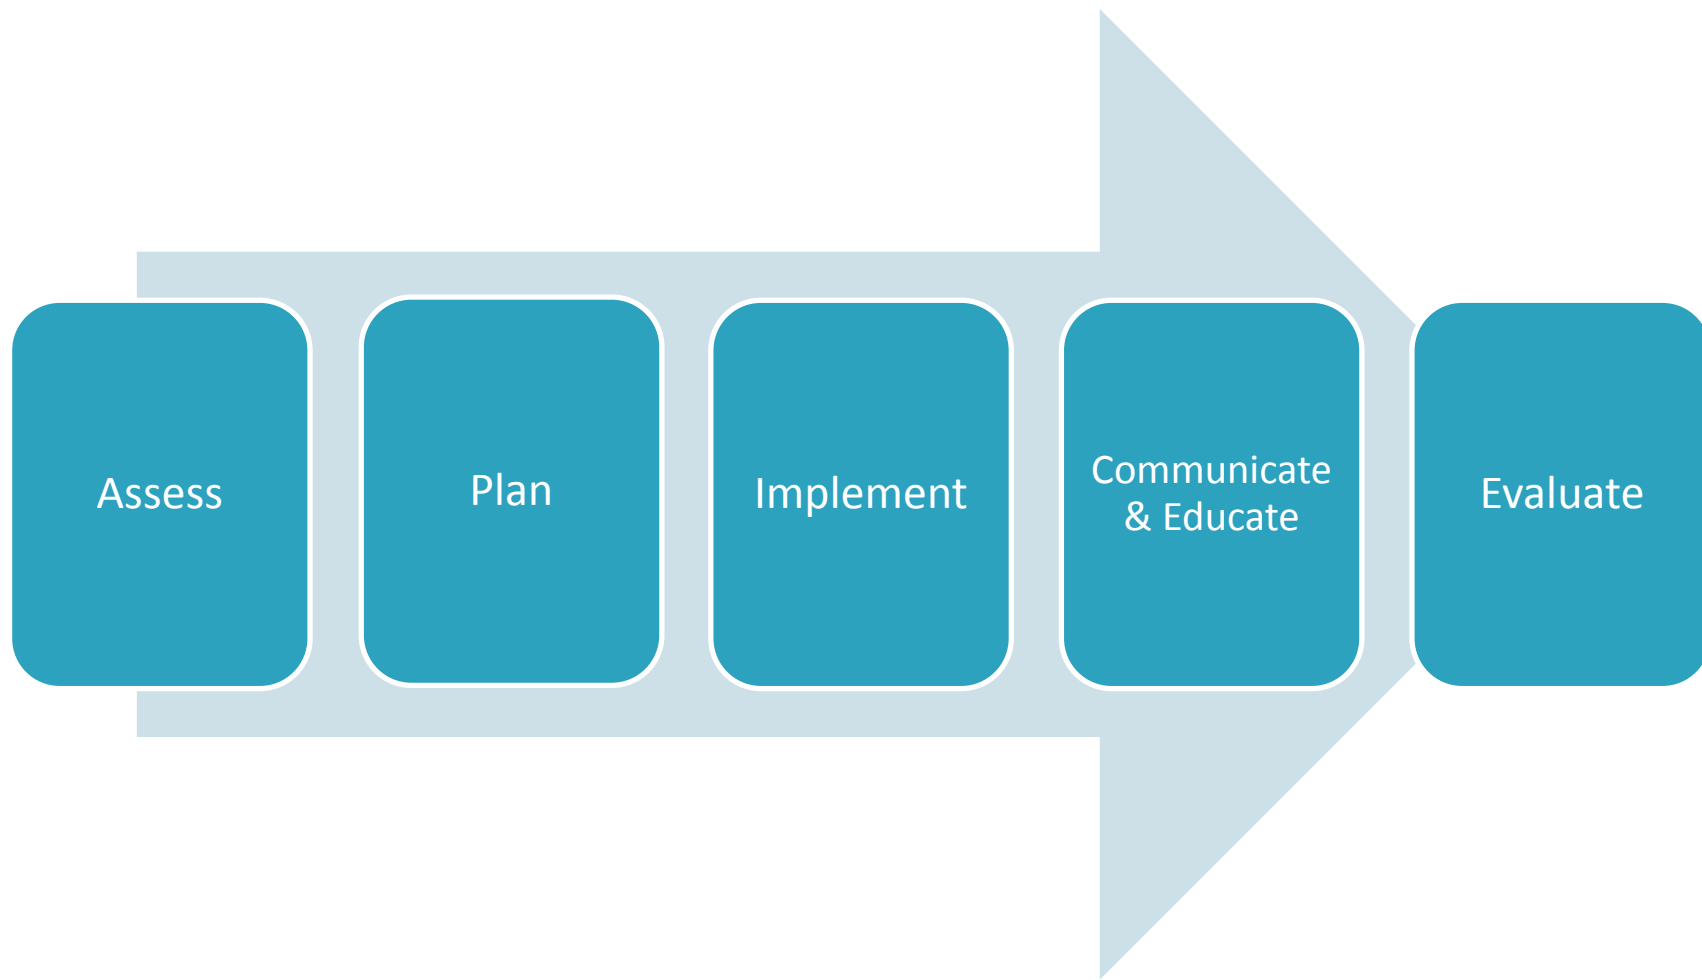 Assess
Plan
Implement
Communicate
& Educate
Evaluate